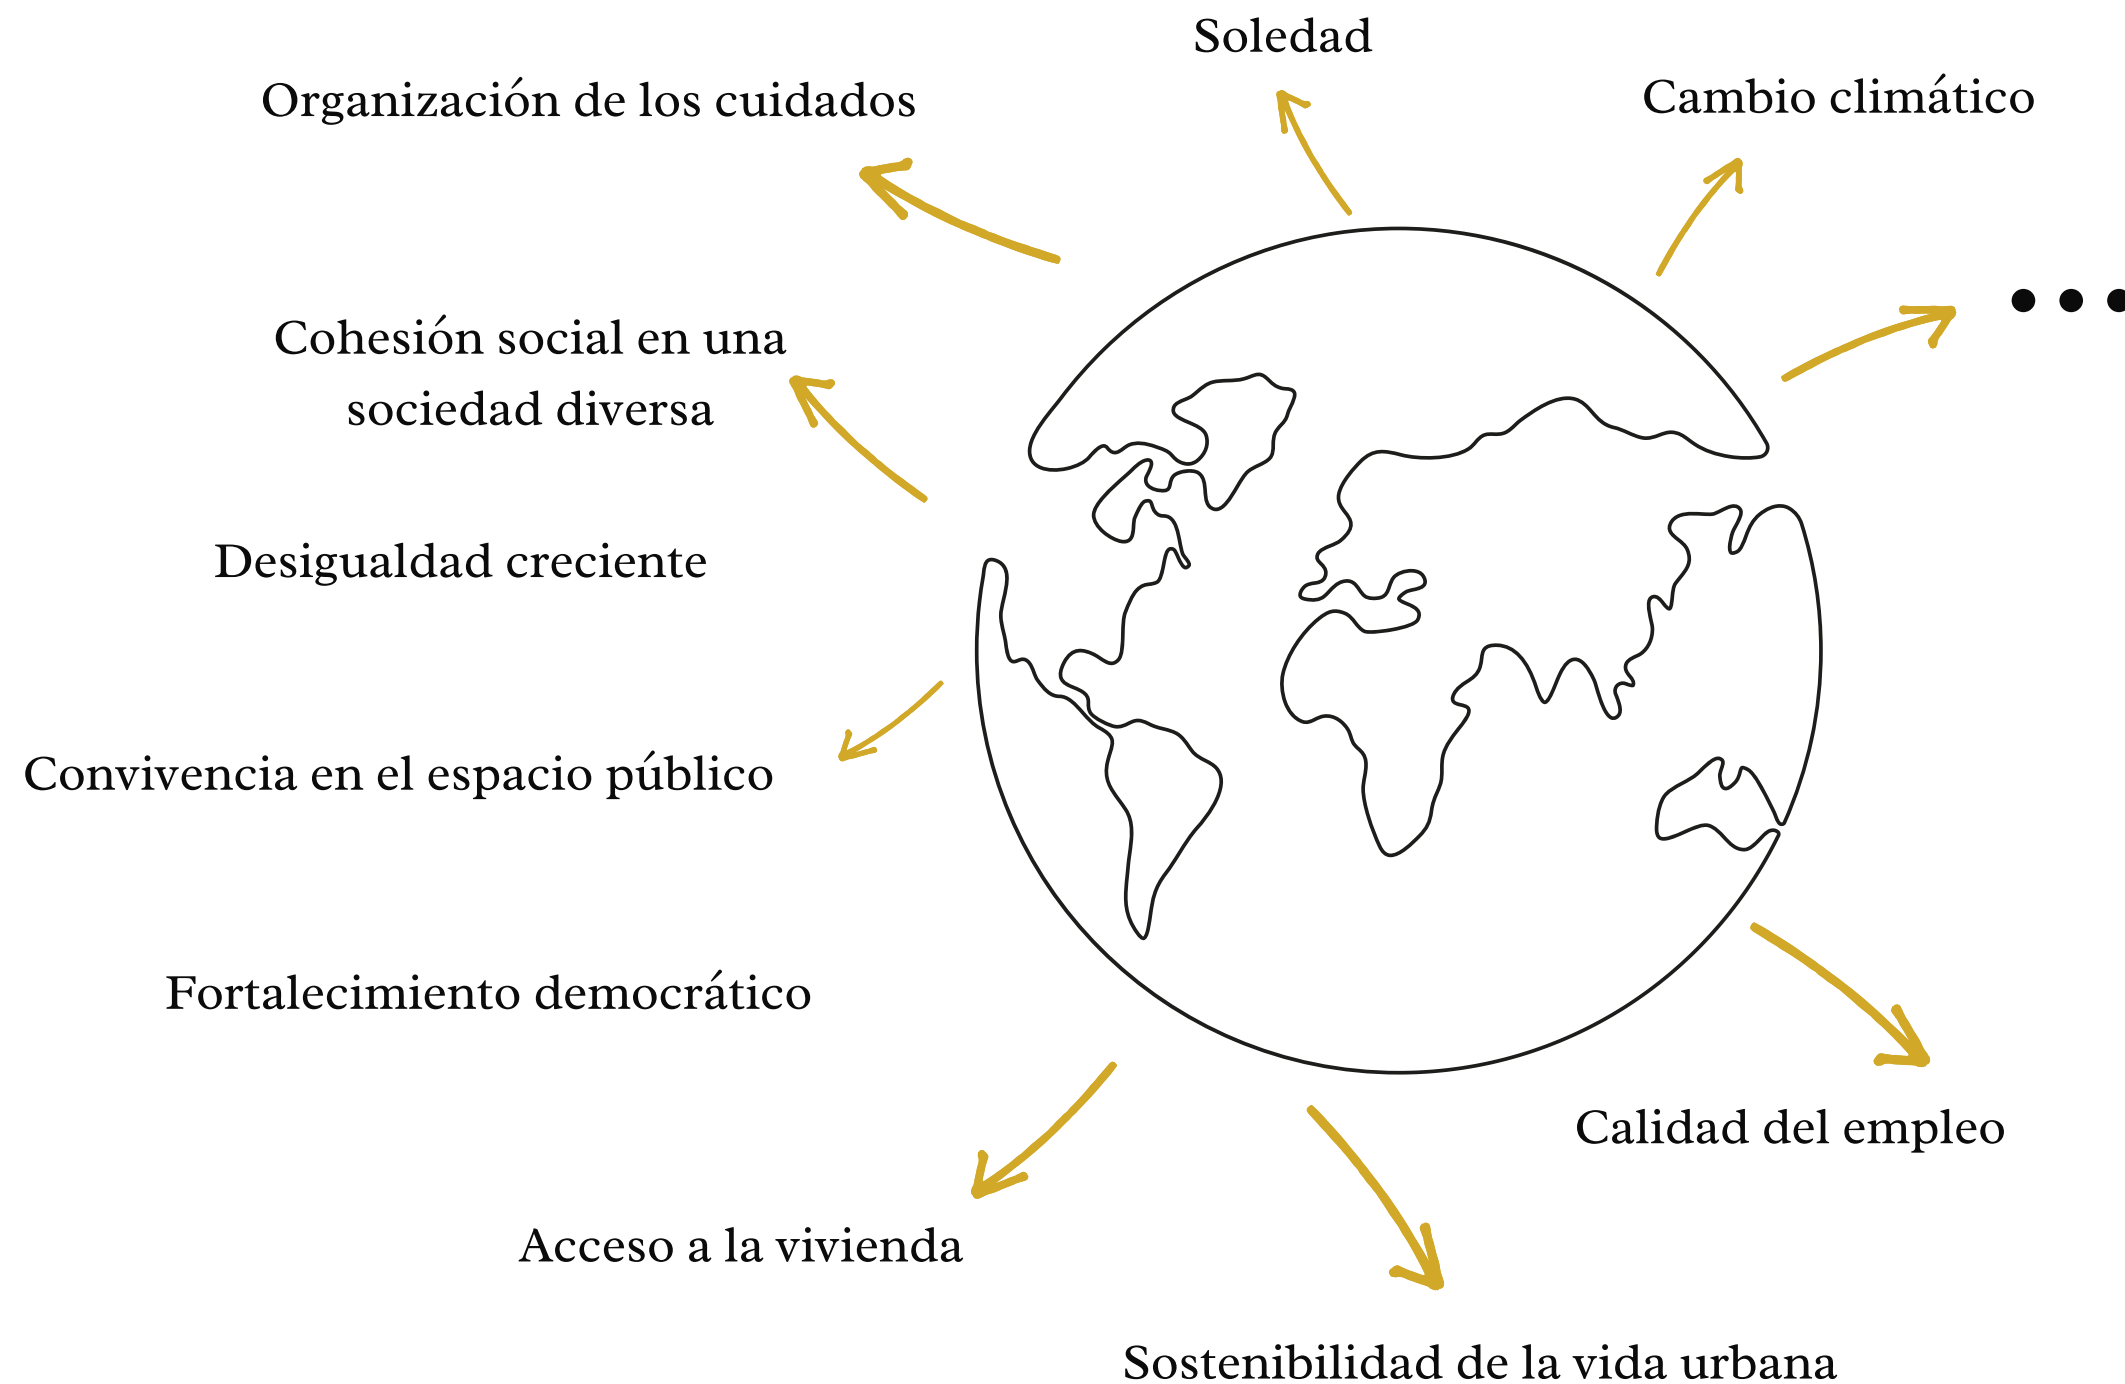 Soledad
Organización de los cuidados
Cambio climático
Cohesión social en una
sociedad diversa
Desigualdad creciente
Convivencia en el espacio público
Fortalecimiento democrático
Calidad del empleo
Acceso a la vivienda
Sostenibilidad de la vida urbana